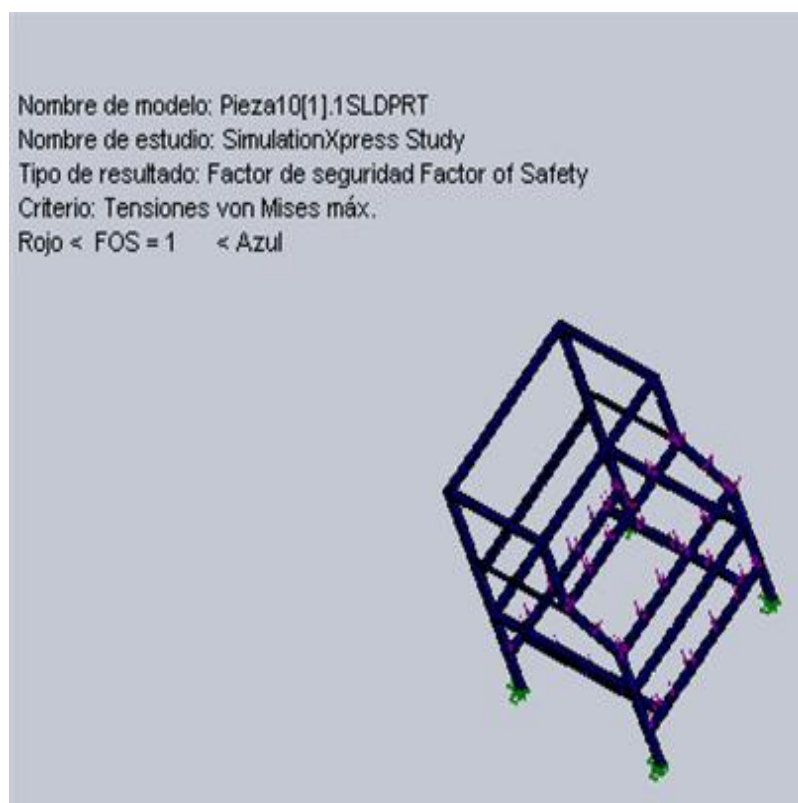 Nombre de modelo: Pieza10[1].1SLDPRT
Nombre de estudio: SimulationXpress Study
Tipo de resultado: Factor de seguridad Factor of Safety
Criterio: Tensiones von Mises máx.
Rojo < FOS = 1 < Azul